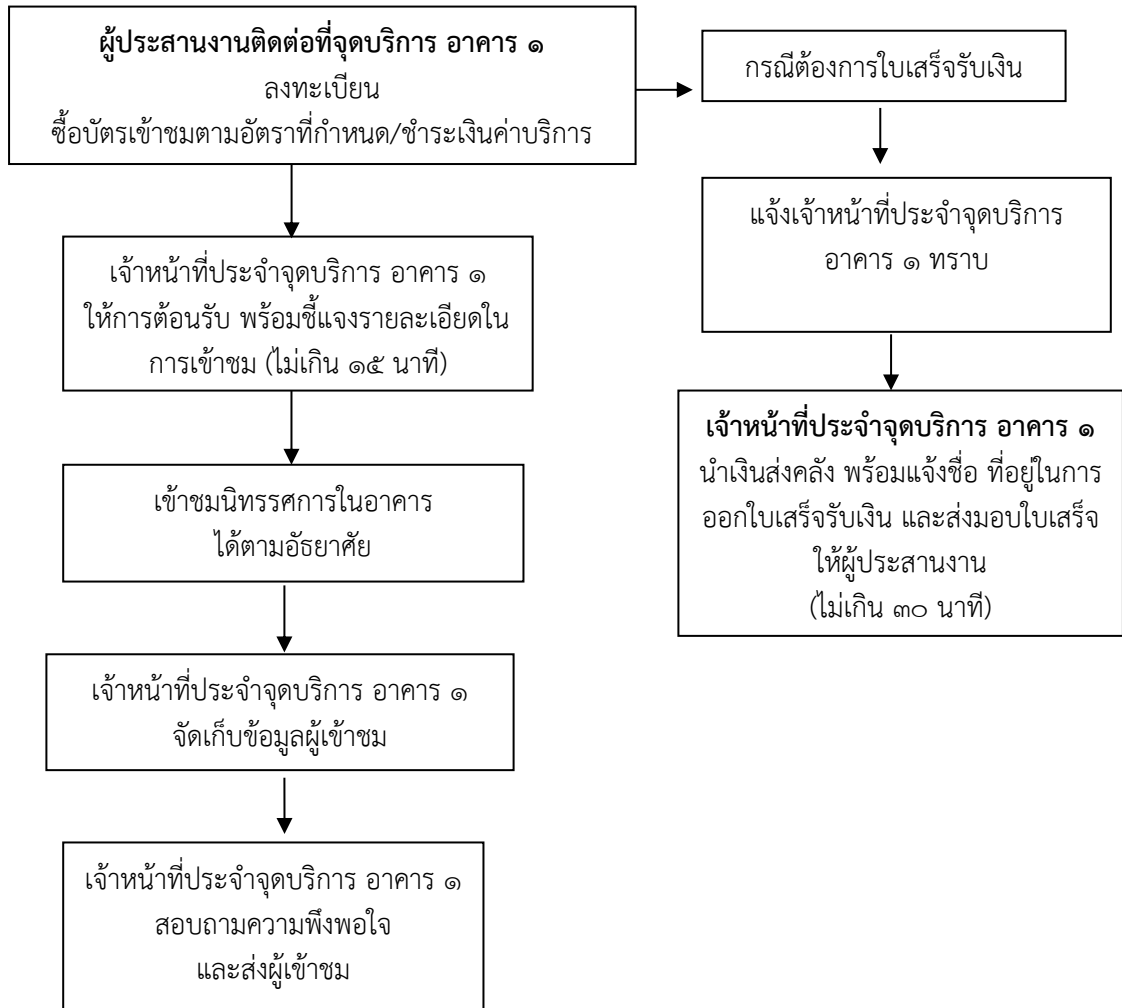 ผู้ประสานงานติดต่อที่จุดบริการ อาคาร ๑
ลงทะเบียน
ซื้อบัตรเข้าชมตามอัตราที่กำหนด/ชำระเงินค่าบริการ
กรณีต้องการใบเสร็จรับเงิน
แจ้งเจ้าหน้าที่ประจำจุดบริการ
อาคาร ๑ ทราบ
เจ้าหน้าที่ประจำจุดบริการ อาคาร ๑
นำเงินส่งคลัง พร้อมแจ้งชื่อ ที่อยู่ในการ
ออกใบเสร็จรับเงิน และส่งมอบใบเสร็จ
ให้ผู้ประสานงาน
(ไม่เกิน ๓๐ นาที)
เจ้าหน้าที่ประจำจุดบริการ อาคาร ๑
ให้การต้อนรับ พร้อมชี้แจงรายละเอียดใน
การเข้าชม (ไม่เกิน ๑๕ นาที)
เข้าชมนิทรรศการในอาคาร
ได้ตามอัธยาศัย
เจ้าหน้าที่ประจำจุดบริการ อาคาร ๑
จัดเก็บข้อมูลผู้เข้าชม
เจ้าหน้าที่ประจำจุดบริการ อาคาร ๑
สอบถามความพึงพอใจ
และส่งผู้เข้าชม